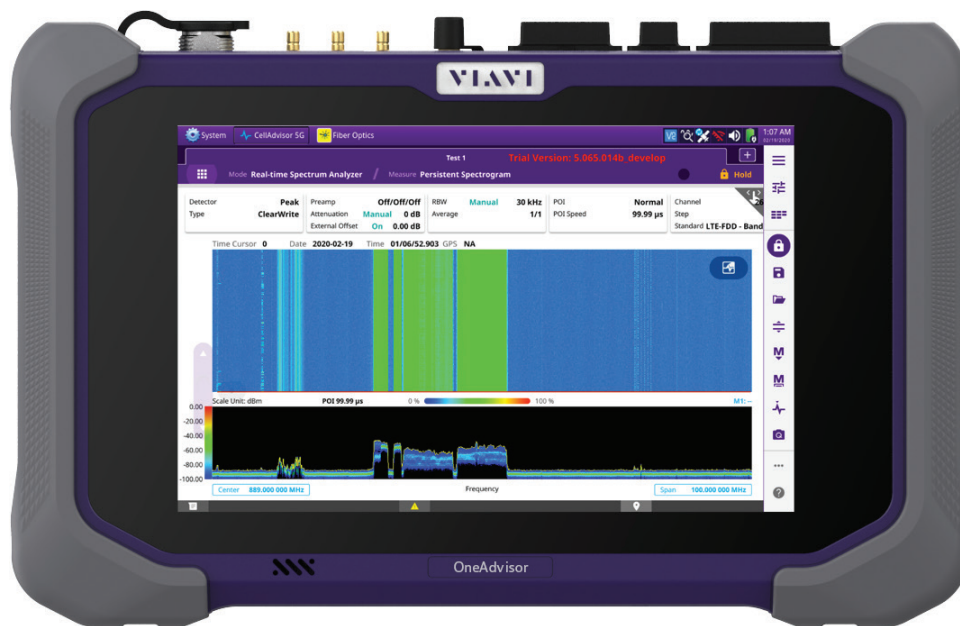 VIAVI
System CellAdvisor 5G Fiber Optics 1:07 AM
Test 1 Trial Version: 5.065.014b_develop
Mode Real-time Spectrum Analyzer / Measure Persistent Spectrogram Hold
Detector Peak Preamp Off/Off/Off RBW Manual 30 kHz POI Normal Channel 26
Type ClearWrite Attenuation Manual 0 dB Average 1/1 POI Speed 99.99 µs Step
External Offset On 0.00 dB Standard LTE-FDD - Band
Time Cursor 0 Date 2020-02-19 Time 01/06/52.903 GPS NA
Scale Unit: dBm POI 99.99 µs 0 % 100 % M1: --
0.00
-20.00
-40.00
-60.00
-80.00
-100.00
Center 889.000 000 MHz Frequency Span 100.000 000 MHz
OneAdvisor